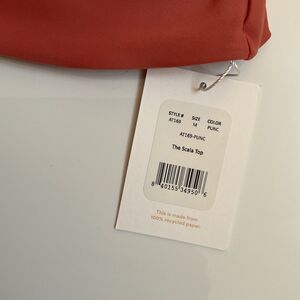 STYLE # SIZE COLOR
AT169 M PUNC
AT169-PUNC
The Scala Top
8 40155 36950 6
This is made from
100% recycled paper.